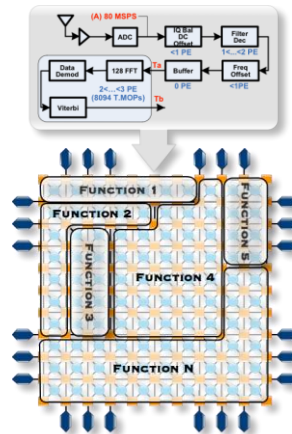 (A) 80 MSPS
ADC
IQ Bal
DC
Offset
Filter
Dec
<1 PE
1<...<2 PE
Data
Demod
128 FFT
Ta
Buffer
Freq
Offset
2<...<3 PE
(8094 T.MOPs)
0 PE
<1PE
Viterbi
Tb
FUNCTION 1
FUNCTION 2
FUNCTION 3
FUNCTION 4
FUNCTION 5
FUNCTION N